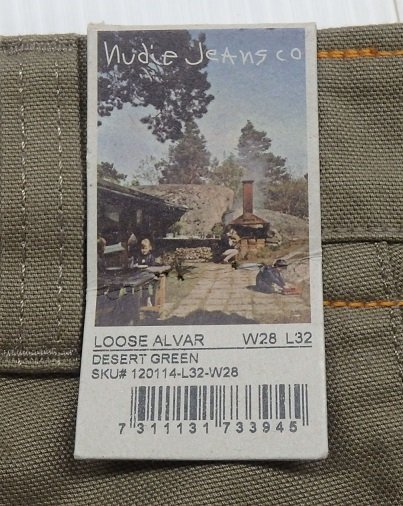 Nudie Jeans co
LOOSE ALVAR W28 L32
DESERT GREEN
SKU# 120114-L32-W28
7 311131 733945